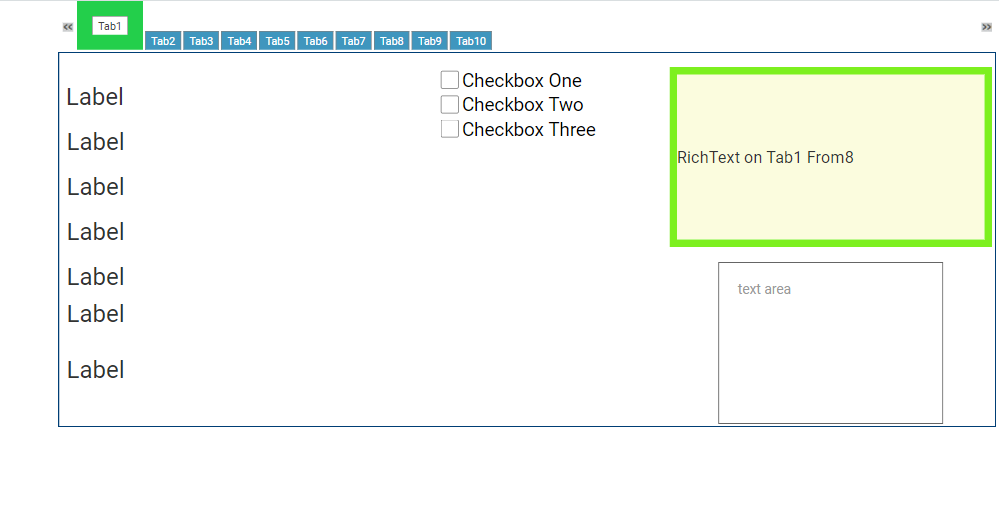 Tab1
Tab2 Tab3 Tab4 Tab5 Tab6 Tab7 Tab8 Tab9 Tab10
Label
Label
Label
Label
Label
Label
Label
Checkbox One
Checkbox Two
Checkbox Three
RichText on Tab1 From8
text area